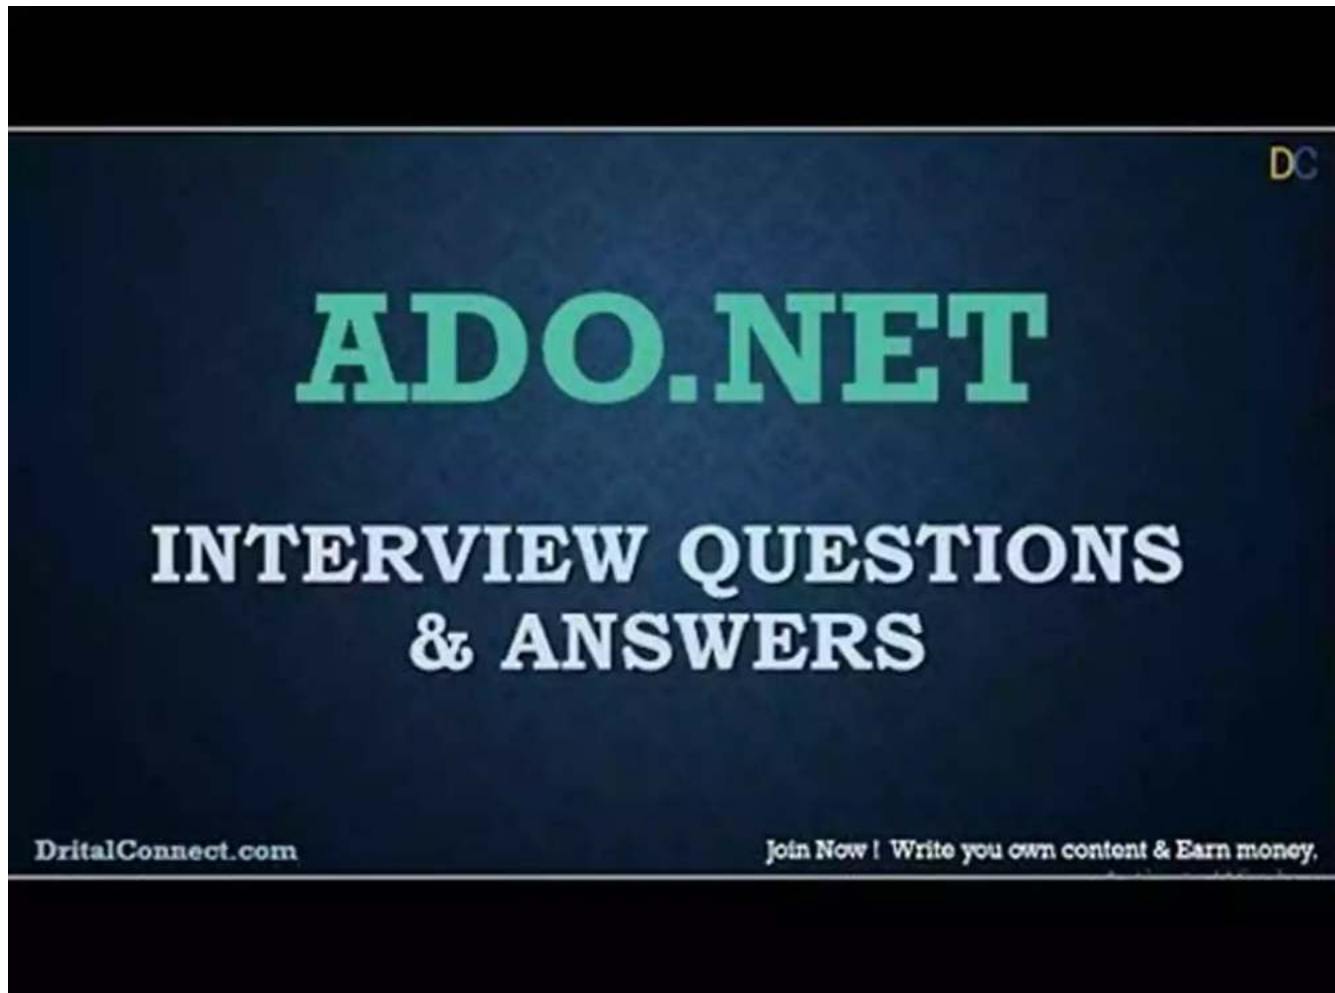 DC
ADO.NET
INTERVIEW QUESTIONS
& ANSWERS
DritalConnect.com
Join Now ! Write you own content & Earn money.